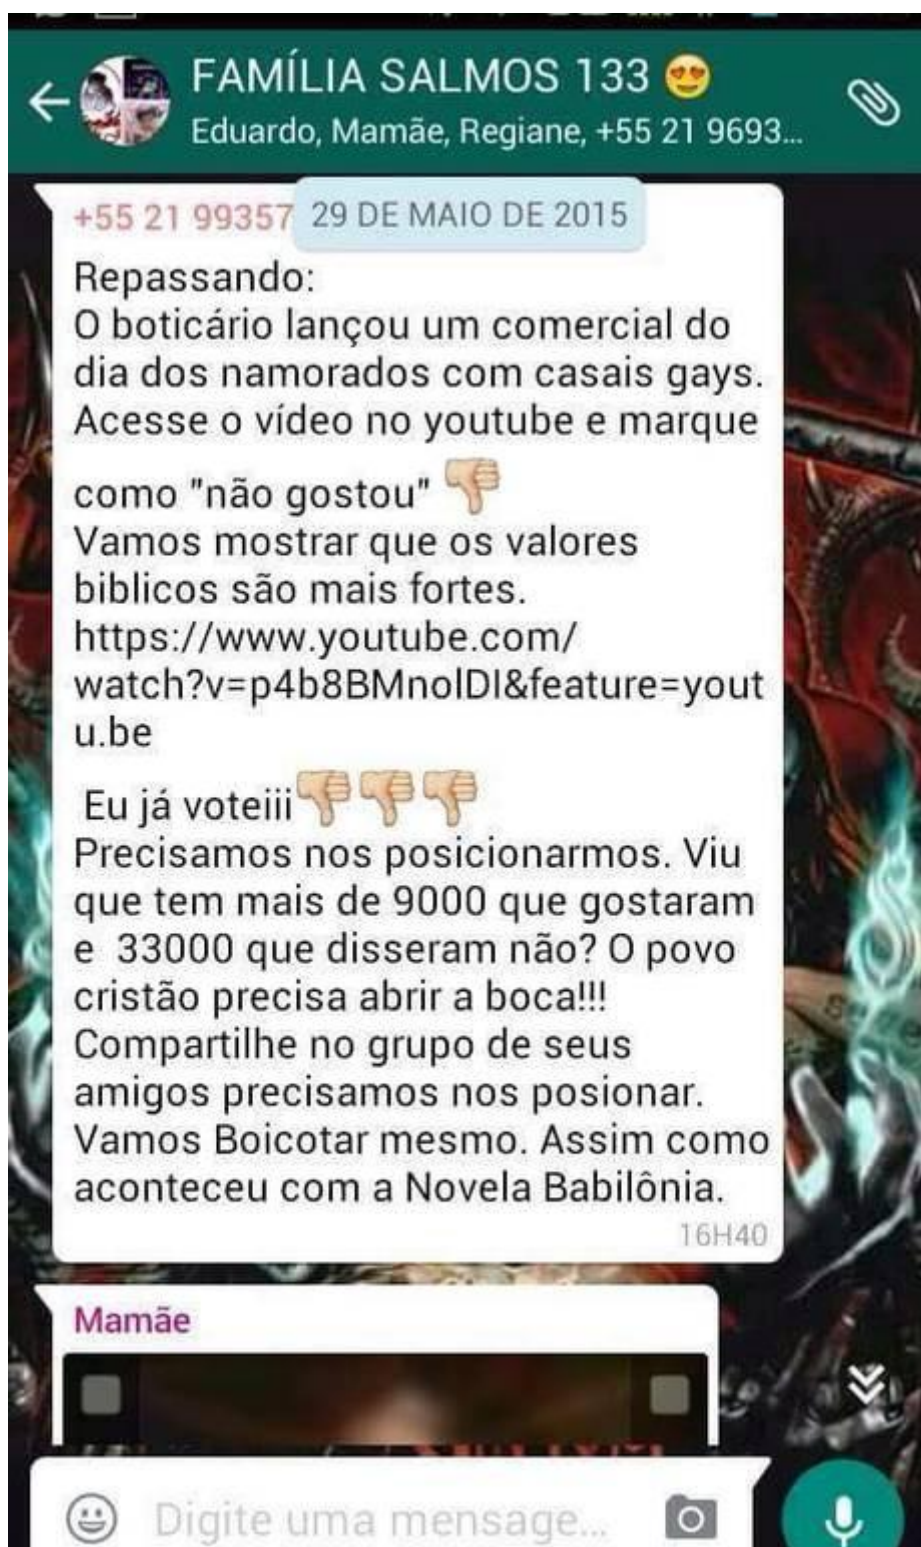 FAMÍLIA SALMOS 133 😍
Eduardo, Mamãe, Regiane, +55 21 9693...
+55 21 99357
29 DE MAIO DE 2015
Repassando:
O boticário lançou um comercial do
dia dos namorados com casais gays.
Acesse o vídeo no youtube e marque
como "não gostou" 👎
Vamos mostrar que os valores
biblicos são mais fortes.
https://www.youtube.com/
watch?v=p4b8BMnolDI&feature=yout
u.be
Eu já voteiii👎👎👎
Precisamos nos posicionarmos. Viu
que tem mais de 9000 que gostaram
e 33000 que disseram não? O povo
cristão precisa abrir a boca!!!
Compartilhe no grupo de seus
amigos precisamos nos posionar.
Vamos Boicotar mesmo. Assim como
aconteceu com a Novela Babilônia.
16H40
Mamãe
Digite uma mensage...